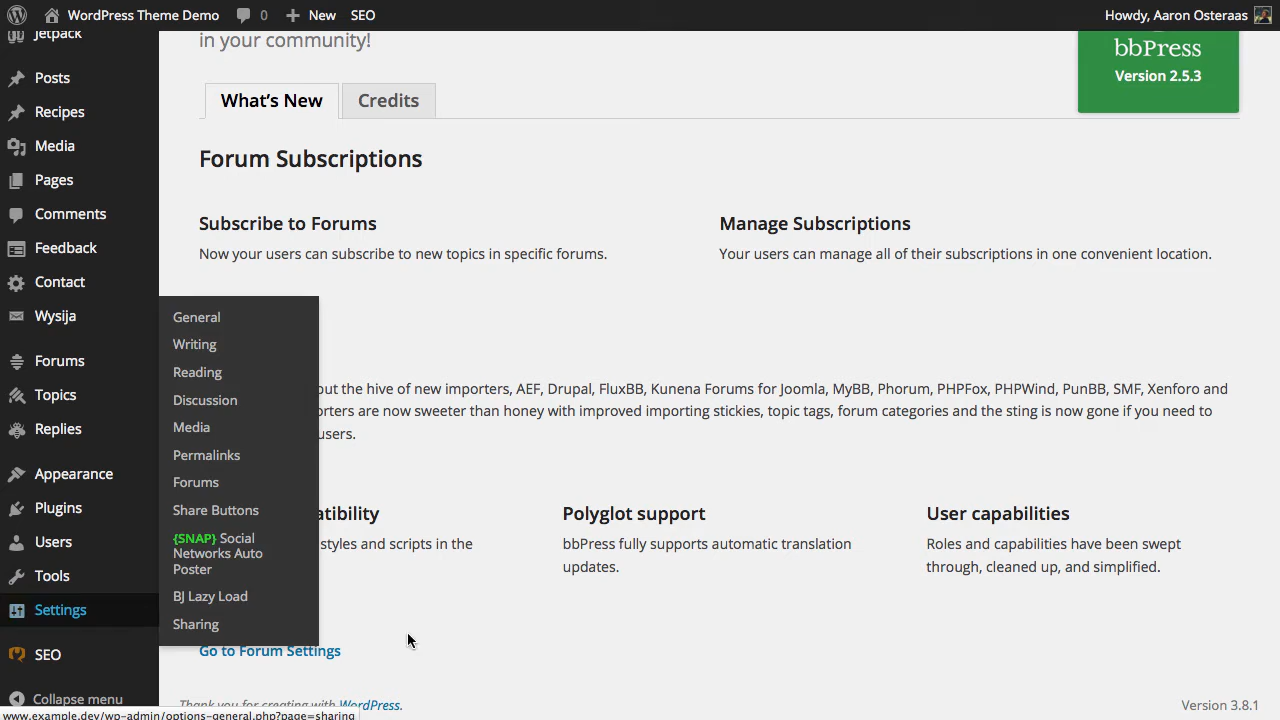 WordPress Theme Demo
0
New
SEO
Howdy, Aaron Osteraas
Jetpack
Posts
Recipes
Media
Pages
Comments
Feedback
Contact
Wysija
Forums
Topics
Replies
Appearance
Plugins
Users
Tools
Settings
SEO
Collapse menu
General
Writing
Reading
Discussion
Media
Permalinks
Forums
Share Buttons
{SNAP} Social
Networks Auto
Poster
BJ Lazy Load
Sharing
in your community!
bbPress
Version 2.5.3
What's New
Credits
Forum Subscriptions
Subscribe to Forums
Now your users can subscribe to new topics in specific forums.
Manage Subscriptions
Your users can manage all of their subscriptions in one convenient location.
out the hive of new importers, AEF, Drupal, FluxBB, Kunena Forums for Joomla, MyBB, Phorum, PHPFox, PHPWind, PunBB, SMF, Xenforo and
orters are now sweeter than honey with improved importing stickies, topic tags, forum categories and the sting is now gone if you need to
users.
atibility
styles and scripts in the
Polyglot support
bbPress fully supports automatic translation
updates.
User capabilities
Roles and capabilities have been swept
through, cleaned up, and simplified.
Go to Forum Settings
Thank you for creating with WordPress.
Version 3.8.1
www.example.dev/wp-admin/options-general.php?page=sharing